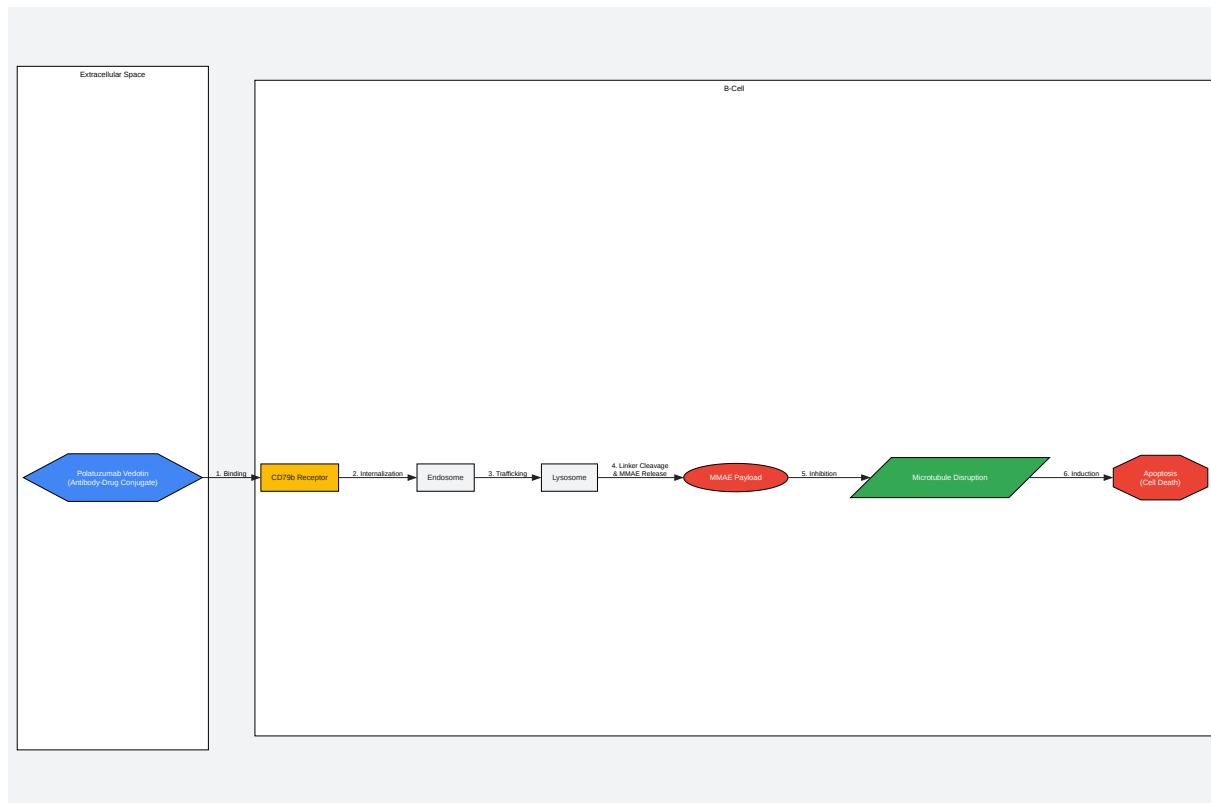 Extracellular Space
B-Cell
Polatuzumab Vedotin
(Antibody-Drug Conjugate)
1. Binding
CD79b Receptor
2. Internalization
Endosome
3. Trafficking
Lysosome
4. Linker Cleavage
& MMAE Release
MMAE Payload
5. Inhibition
Microtubule Disruption
6. Induction
Apoptosis
(Cell Death)